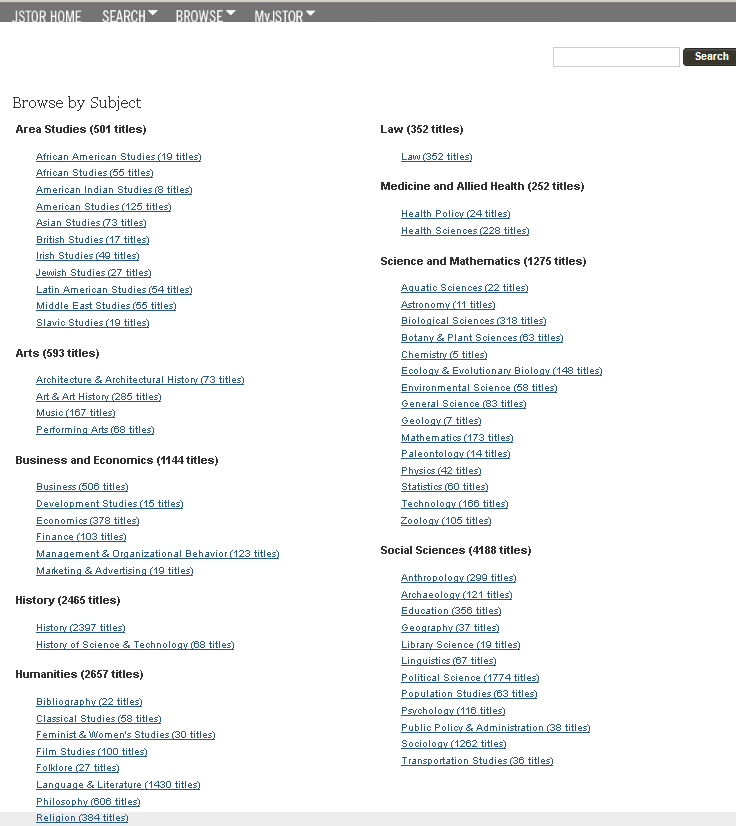 JSTOR HOME SEARCH BROWSE MyJSTOR
Search
Browse by Subject
Area Studies (501 titles)
African American Studies (19 titles)
African Studies (55 titles)
American Indian Studies (8 titles)
American Studies (125 titles)
Asian Studies (73 titles)
British Studies (17 titles)
Irish Studies (49 titles)
Jewish Studies (27 titles)
Latin American Studies (54 titles)
Middle East Studies (55 titles)
Slavic Studies (19 titles)
Arts (593 titles)
Architecture & Architectural History (73 titles)
Art & Art History (285 titles)
Music (167 titles)
Performing Arts (68 titles)
Business and Economics (1144 titles)
Business (506 titles)
Development Studies (15 titles)
Economics (378 titles)
Finance (103 titles)
Management & Organizational Behavior (123 titles)
Marketing & Advertising (19 titles)
History (2465 titles)
History (2397 titles)
History of Science & Technology (68 titles)
Humanities (2657 titles)
Bibliography (22 titles)
Classical Studies (58 titles)
Feminist & Women's Studies (30 titles)
Film Studies (100 titles)
Folklore (27 titles)
Language & Literature (1430 titles)
Philosophy (606 titles)
Religion (384 titles)
Law (352 titles)
Law (352 titles)
Medicine and Allied Health (252 titles)
Health Policy (24 titles)
Health Sciences (228 titles)
Science and Mathematics (1275 titles)
Aquatic Sciences (22 titles)
Astronomy (11 titles)
Biological Sciences (318 titles)
Botany & Plant Sciences (63 titles)
Chemistry (5 titles)
Ecology & Evolutionary Biology (148 titles)
Environmental Science (58 titles)
General Science (83 titles)
Geology (7 titles)
Mathematics (173 titles)
Paleontology (14 titles)
Physics (42 titles)
Statistics (60 titles)
Technology (166 titles)
Zoology (105 titles)
Social Sciences (4188 titles)
Anthropology (299 titles)
Archaeology (121 titles)
Education (356 titles)
Geography (37 titles)
Library Science (19 titles)
Linguistics (67 titles)
Political Science (1774 titles)
Population Studies (63 titles)
Psychology (116 titles)
Public Policy & Administration (38 titles)
Sociology (1262 titles)
Transportation Studies (36 titles)